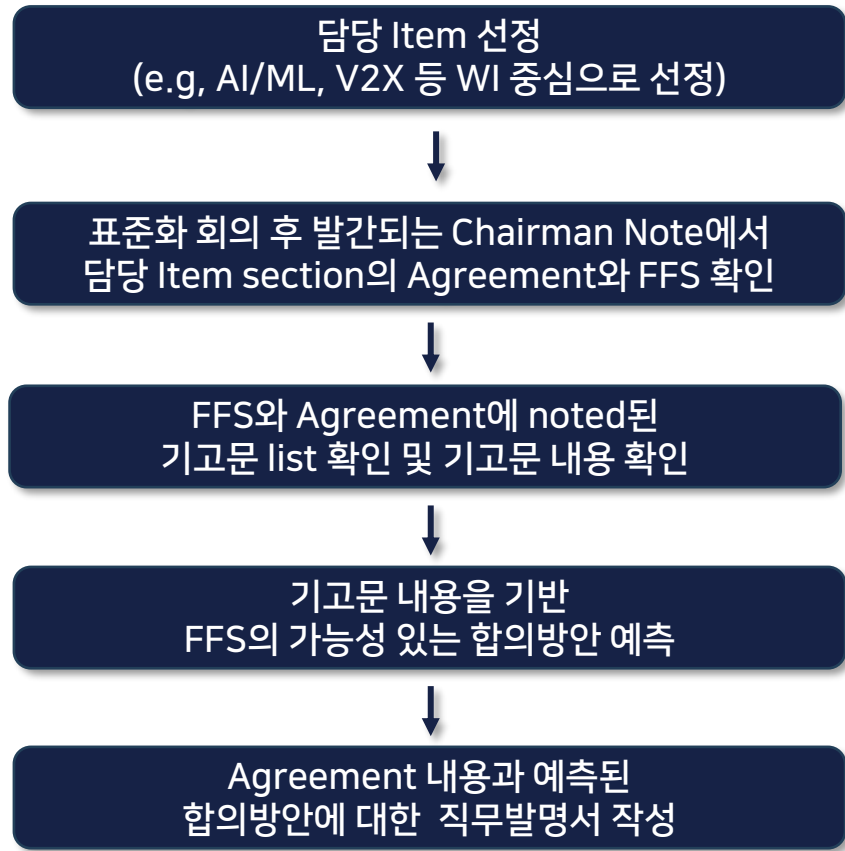 담당 Item 선정
(e.g, AI/ML, V2X 등 WI 중심으로 선정)
표준화 회의 후 발간되는 Chairman Note에서
담당 Item section의 Agreement와 FFS 확인
FFS와 Agreement에 noted된
기고문 list 확인 및 기고문 내용 확인
기고문 내용을 기반
FFS의 가능성 있는 합의방안 예측
Agreement 내용과 예측된
합의방안에 대한 직무발명서 작성